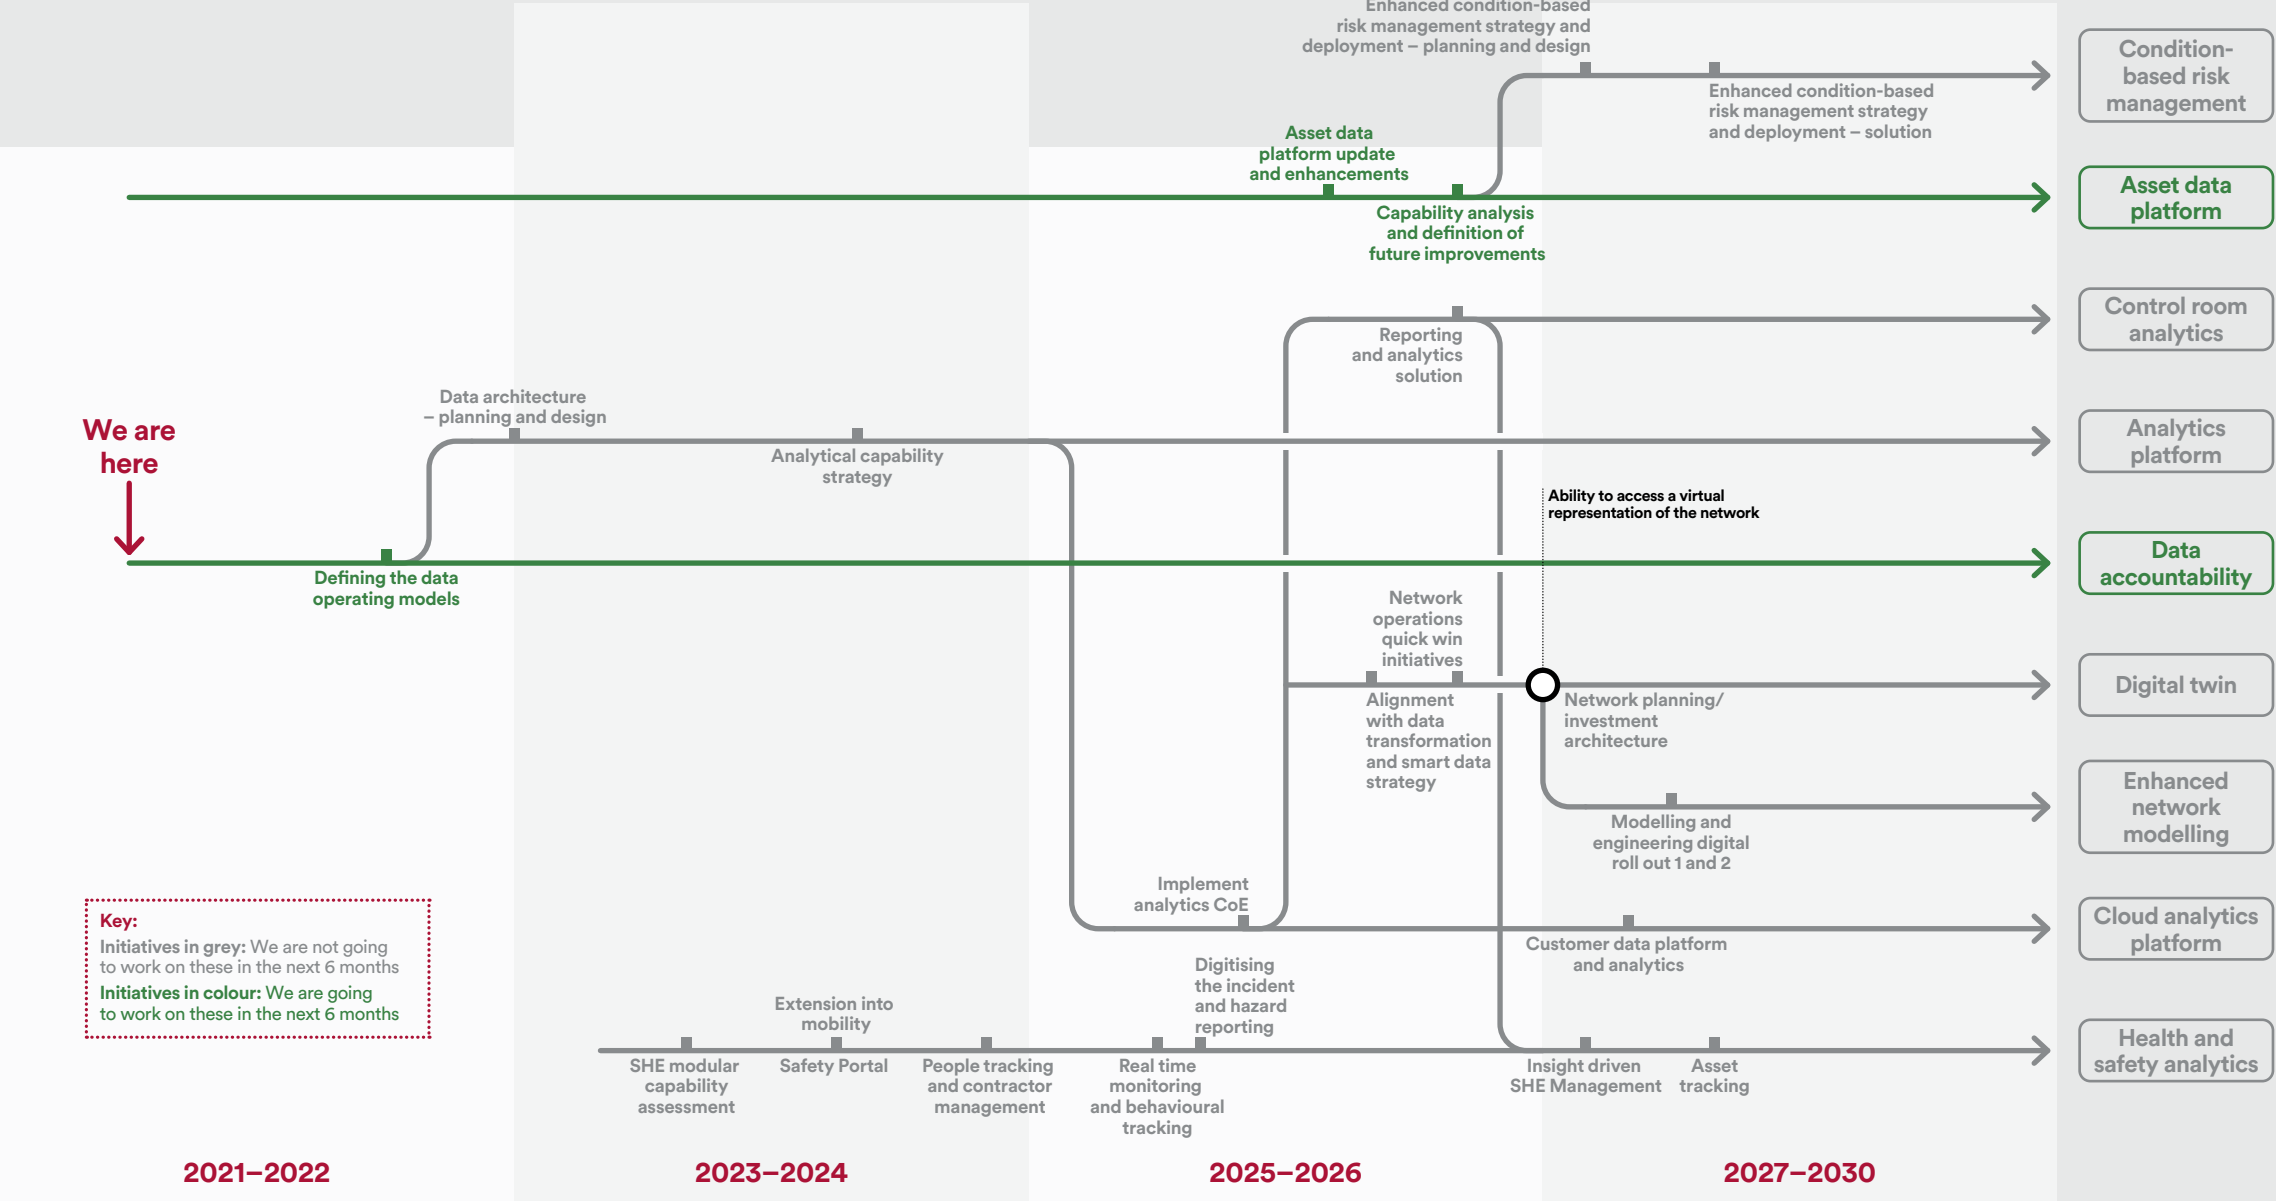 Enhanced condition-based
risk management strategy and
deployment – planning and design
Condition-
based risk
management
Enhanced condition-based
risk management strategy
and deployment – solution
Asset data
platform update
and enhancements
Asset data
platform
Capability analysis
and definition of
future improvements
Control room
analytics
Reporting
and analytics
solution
Data architecture
– planning and design
We are
here
Analytical capability
strategy
Analytics
platform
Ability to access a virtual
representation of the network
Data
accountability
Defining the data
operating models
Network
operations
quick win
initiatives
Digital twin
Alignment
with data
transformation
and smart data
strategy
Network planning/
investment
architecture
Enhanced
network
modelling
Modelling and
engineering digital
roll out 1 and 2
Implement
analytics CoE
Cloud analytics
platform
Customer data platform
and analytics
Key:
Initiatives in grey: We are not going
to work on these in the next 6 months
Initiatives in colour: We are going
to work on these in the next 6 months
Digitising
the incident
and hazard
reporting
Extension into
mobility
Health and
safety analytics
SHE modular
capability
assessment
Safety Portal
People tracking
and contractor
management
Real time
monitoring
and behavioural
tracking
Insight driven
SHE Management
Asset
tracking
2021–2022
2023–2024
2025–2026
2027–2030